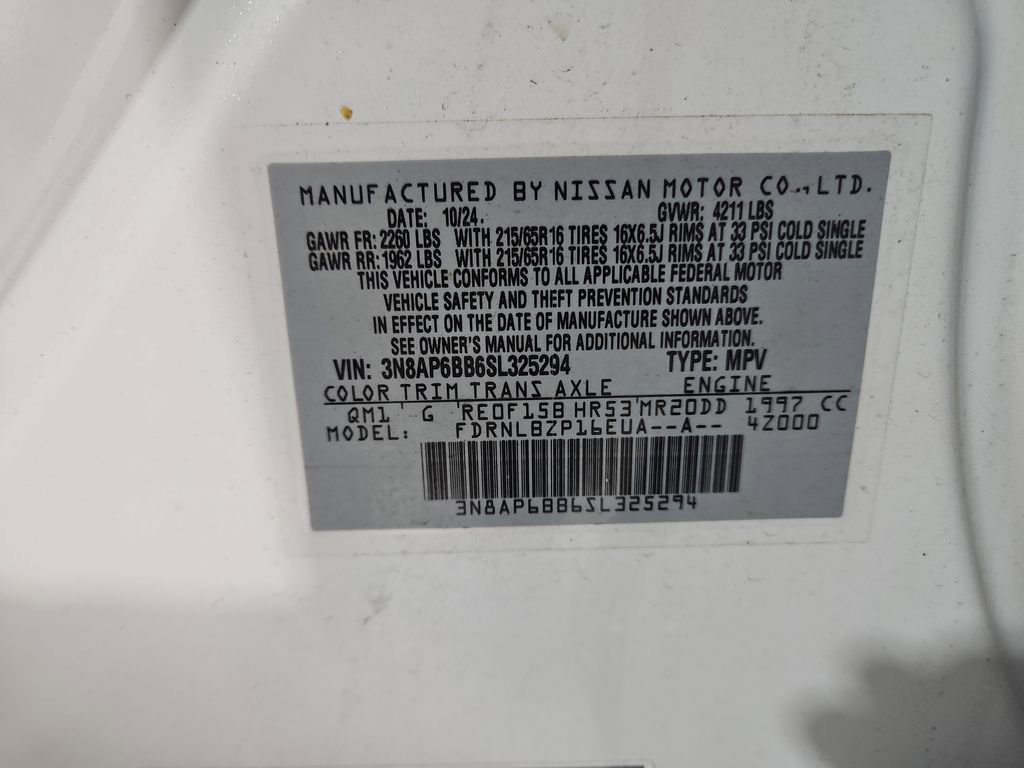 MANUFACTURED BY NISSAN MOTOR CO., LTD.
DATE: 10/24. GVWR: 4211 LBS
GAWR FR: 2260 LBS WITH 215/65R16 TIRES 16X6.5J RIMS AT 33 PSI COLD SINGLE
GAWR RR: 1962 LBS WITH 215/65R16 TIRES 16X6.5J RIMS AT 33 PSI COLD SINGLE
THIS VEHICLE CONFORMS TO ALL APPLICABLE FEDERAL MOTOR
VEHICLE SAFETY AND THEFT PREVENTION STANDARDS
IN EFFECT ON THE DATE OF MANUFACTURE SHOWN ABOVE.
SEE OWNER'S MANUAL FOR ADDITIONAL INFORMATION.
VIN: 3N8AP6BB6SL325294 TYPE: MPV
COLOR TRIM TRANS AXLE ENGINE
QM1 G RE0F15B HR53 MR20DD 1997 CC
MODEL: FDRNLBZP16EUA--A-- 4Z000
3N8AP6BB6SL325294